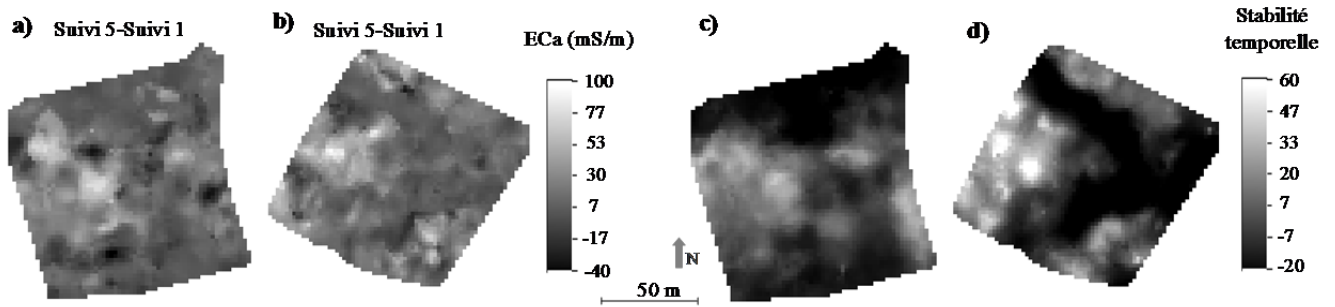 a) Suivi 5-Suivi 1
b) Suivi 5-Suivi 1
ECa (mS/m)
100
77
53
30
7
-17
-40
c)
N
50 m
d)
Stabilité
temporelle
60
47
33
20
-7
-20